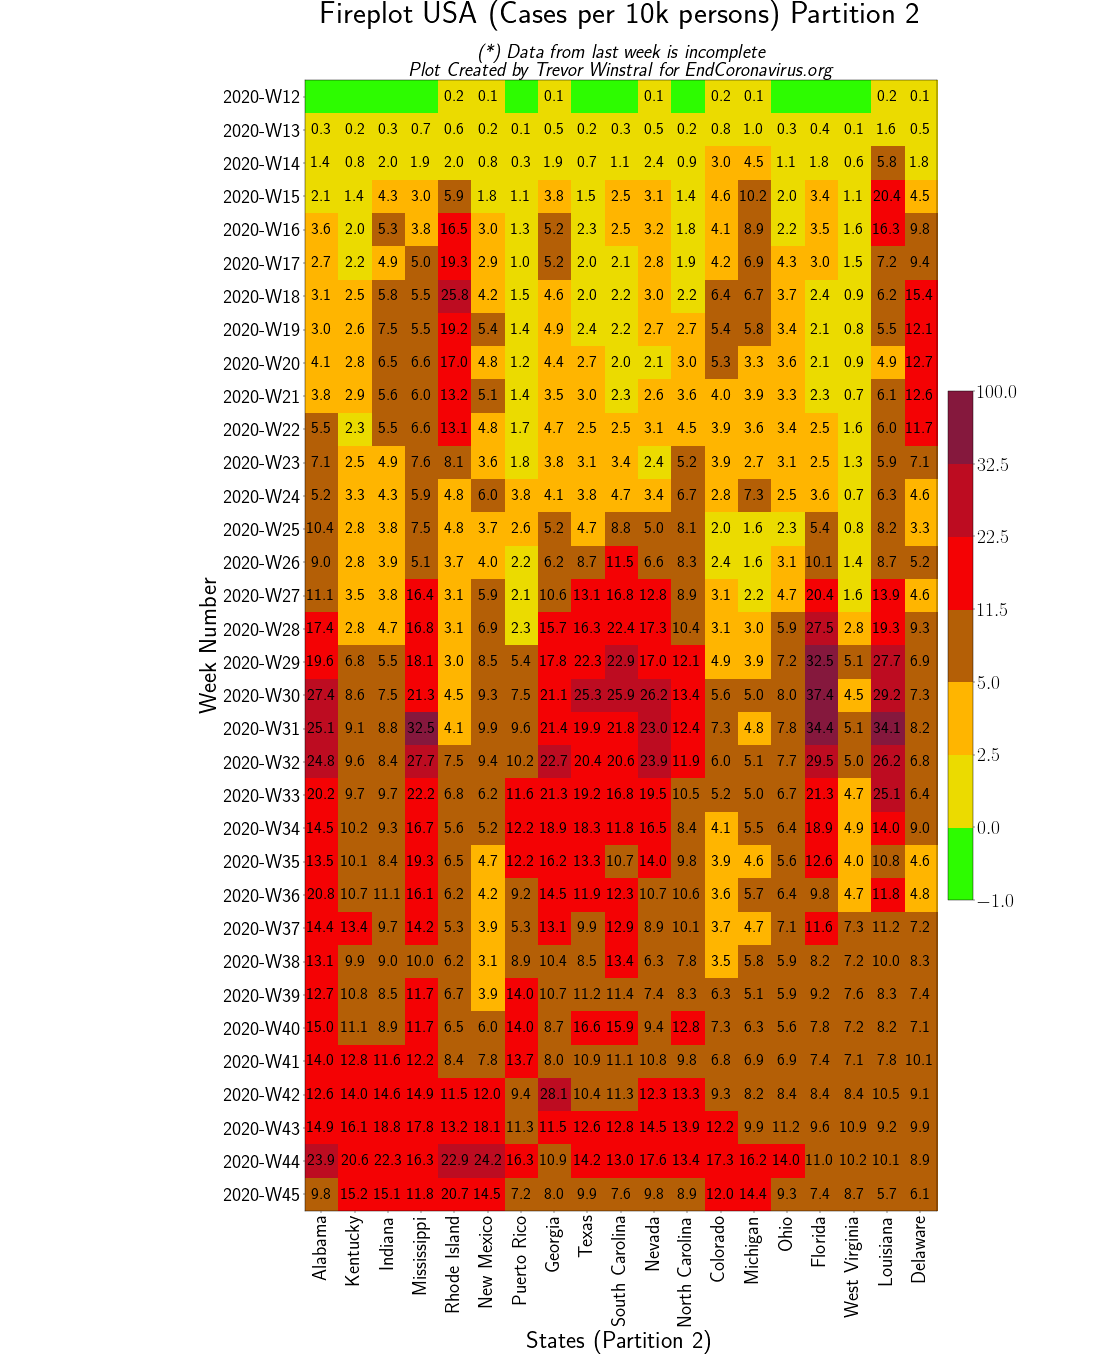 Fireplot USA (Cases per 10k persons) Partition 2
(*) Data from last week is incomplete
Plot Created by Trevor Winstral for EndCoronavirus.org
2020-W12 0.2 0.1 0.1 0.1 0.2 0.1 0.2 0.1
2020-W13 0.3 0.2 0.3 0.7 0.6 0.2 0.1 0.5 0.2 0.3 0.5 0.2 0.8 1.0 0.3 0.4 0.1 1.6 0.5
2020-W14 1.4 0.8 2.0 1.9 2.0 0.8 0.3 1.9 0.7 1.1 2.4 0.9 3.0 4.5 1.1 1.8 0.6 5.8 1.8
2020-W15 2.1 1.4 4.3 3.0 5.9 1.8 1.1 3.8 1.5 2.5 3.1 1.4 4.6 10.2 2.0 3.4 1.1 20.4 4.5
2020-W16 3.6 2.0 5.3 3.8 16.5 3.0 1.3 5.2 2.3 2.5 3.2 1.8 4.1 8.9 2.2 3.5 1.6 16.3 9.8
2020-W17 2.7 2.2 4.9 5.0 19.3 2.9 1.0 5.2 2.0 2.1 2.8 1.9 4.2 6.9 4.3 3.0 1.5 7.2 9.4
2020-W18 3.1 2.5 5.8 5.5 25.8 4.2 1.5 4.6 2.0 2.2 3.0 2.2 6.4 6.7 3.7 2.4 0.9 6.2 15.4
2020-W19 3.0 2.6 7.5 5.5 19.2 5.4 1.4 4.9 2.4 2.2 2.7 2.7 5.4 5.8 3.4 2.1 0.8 5.5 12.1
2020-W20 4.1 2.8 6.5 6.6 17.0 4.8 1.2 4.4 2.7 2.0 2.1 3.0 5.3 3.3 3.6 2.1 0.9 4.9 12.7
2020-W21 3.8 2.9 5.6 6.0 13.2 5.1 1.4 3.5 3.0 2.3 2.6 3.6 4.0 3.9 3.3 2.3 0.7 6.1 12.6
2020-W22 5.5 2.3 5.5 6.6 13.1 4.8 1.7 4.7 2.5 2.5 3.1 4.5 3.9 3.6 3.4 2.5 1.6 6.0 11.7
2020-W23 7.1 2.5 4.9 7.6 8.1 3.6 1.8 3.8 3.1 3.4 2.4 5.2 3.9 2.7 3.1 2.5 1.3 5.9 7.1
2020-W24 5.2 3.3 4.3 5.9 4.8 6.0 3.8 4.1 3.8 4.7 3.4 6.7 2.8 7.3 2.5 3.6 0.7 6.3 4.6
2020-W25 10.4 2.8 3.8 7.5 4.8 3.7 2.6 5.2 4.7 8.8 5.0 8.1 2.0 1.6 2.3 5.4 0.8 8.2 3.3
2020-W26 9.0 2.8 3.9 5.1 3.7 4.0 2.2 6.2 8.7 11.5 6.6 8.3 2.4 1.6 3.1 10.1 1.4 8.7 5.2
2020-W27 11.1 3.5 3.8 16.4 3.1 5.9 2.1 10.6 13.1 16.8 12.8 8.9 3.1 2.2 4.7 20.4 1.6 13.9 4.6
2020-W28 17.4 2.8 4.7 16.8 3.1 6.9 2.3 15.7 16.3 22.4 17.3 10.4 3.1 3.0 5.9 27.5 2.8 19.3 9.3
2020-W29 19.6 6.8 5.5 18.1 3.0 8.5 5.4 17.8 22.3 22.9 17.0 12.1 4.9 3.9 7.2 32.5 5.1 27.7 6.9
2020-W30 27.4 8.6 7.5 21.3 4.5 9.3 7.5 21.1 25.3 25.9 26.2 13.4 5.6 5.0 8.0 37.4 4.5 29.2 7.3
2020-W31 25.1 9.1 8.8 32.5 4.1 9.9 9.6 21.4 19.9 21.8 23.0 12.4 7.3 4.8 7.8 34.4 5.1 34.1 8.2
2020-W32 24.8 9.6 8.4 27.7 7.5 9.4 10.2 22.7 20.4 20.6 23.9 11.9 6.0 5.1 7.7 29.5 5.0 26.2 6.8
2020-W33 20.2 9.7 9.7 22.2 6.8 6.2 11.6 21.3 19.2 16.8 19.5 10.5 5.2 5.0 6.7 21.3 4.7 25.1 6.4
2020-W34 14.5 10.2 9.3 16.7 5.6 5.2 12.2 18.9 18.3 11.8 16.5 8.4 4.1 5.5 6.4 18.9 4.9 14.0 9.0
2020-W35 13.5 10.1 8.4 19.3 6.5 4.7 12.2 16.2 13.3 10.7 14.0 9.8 3.9 4.6 5.6 12.6 4.0 10.8 4.6
2020-W36 20.8 10.7 11.1 16.1 6.2 4.2 9.2 14.5 11.9 12.3 10.7 10.6 3.6 5.7 6.4 9.8 4.7 11.8 4.8
2020-W37 14.4 13.4 9.7 14.2 5.3 3.9 5.3 13.1 9.9 12.9 8.9 10.1 3.7 4.7 7.1 11.6 7.3 11.2 7.2
2020-W38 13.1 9.9 9.0 10.0 6.2 3.1 8.9 10.4 8.5 13.4 6.3 7.8 3.5 5.8 5.9 8.2 7.2 10.0 8.3
2020-W39 12.7 10.8 8.5 11.7 6.7 3.9 14.0 10.7 11.2 11.4 7.4 8.3 6.3 5.1 5.9 9.2 7.6 8.3 7.4
2020-W40 15.0 11.1 8.9 11.7 6.5 6.0 14.0 8.7 16.6 15.9 9.4 12.8 7.3 6.3 5.6 7.8 7.2 8.2 7.1
2020-W41 14.0 12.8 11.6 12.2 8.4 7.8 13.7 8.0 10.9 11.1 10.8 9.8 6.8 6.9 6.9 7.4 7.1 7.8 10.1
2020-W42 12.6 14.0 14.6 14.9 11.5 12.0 9.4 28.1 10.4 11.3 12.3 13.3 9.3 8.2 8.4 8.4 8.4 10.5 9.1
2020-W43 14.9 16.1 18.8 17.8 13.2 18.1 11.3 11.5 12.6 12.8 14.5 13.9 12.2 9.9 11.2 9.6 10.9 9.2 9.9
2020-W44 23.9 20.6 22.3 16.3 22.9 24.2 16.3 10.9 14.2 13.0 17.6 13.4 17.3 16.2 14.0 11.0 10.2 10.1 8.9
2020-W45 9.8 15.2 15.1 11.8 20.7 14.5 7.2 8.0 9.9 7.6 9.8 8.9 12.0 14.4 9.3 7.4 8.7 5.7 6.1
Week Number
Alabama
Kentucky
Indiana
Mississippi
Rhode Island
New Mexico
Puerto Rico
Georgia
Texas
South Carolina
Nevada
North Carolina
Colorado
Michigan
Ohio
Florida
West Virginia
Louisiana
Delaware
States (Partition 2)
100.0
32.5
22.5
11.5
5.0
2.5
0.0
−1.0